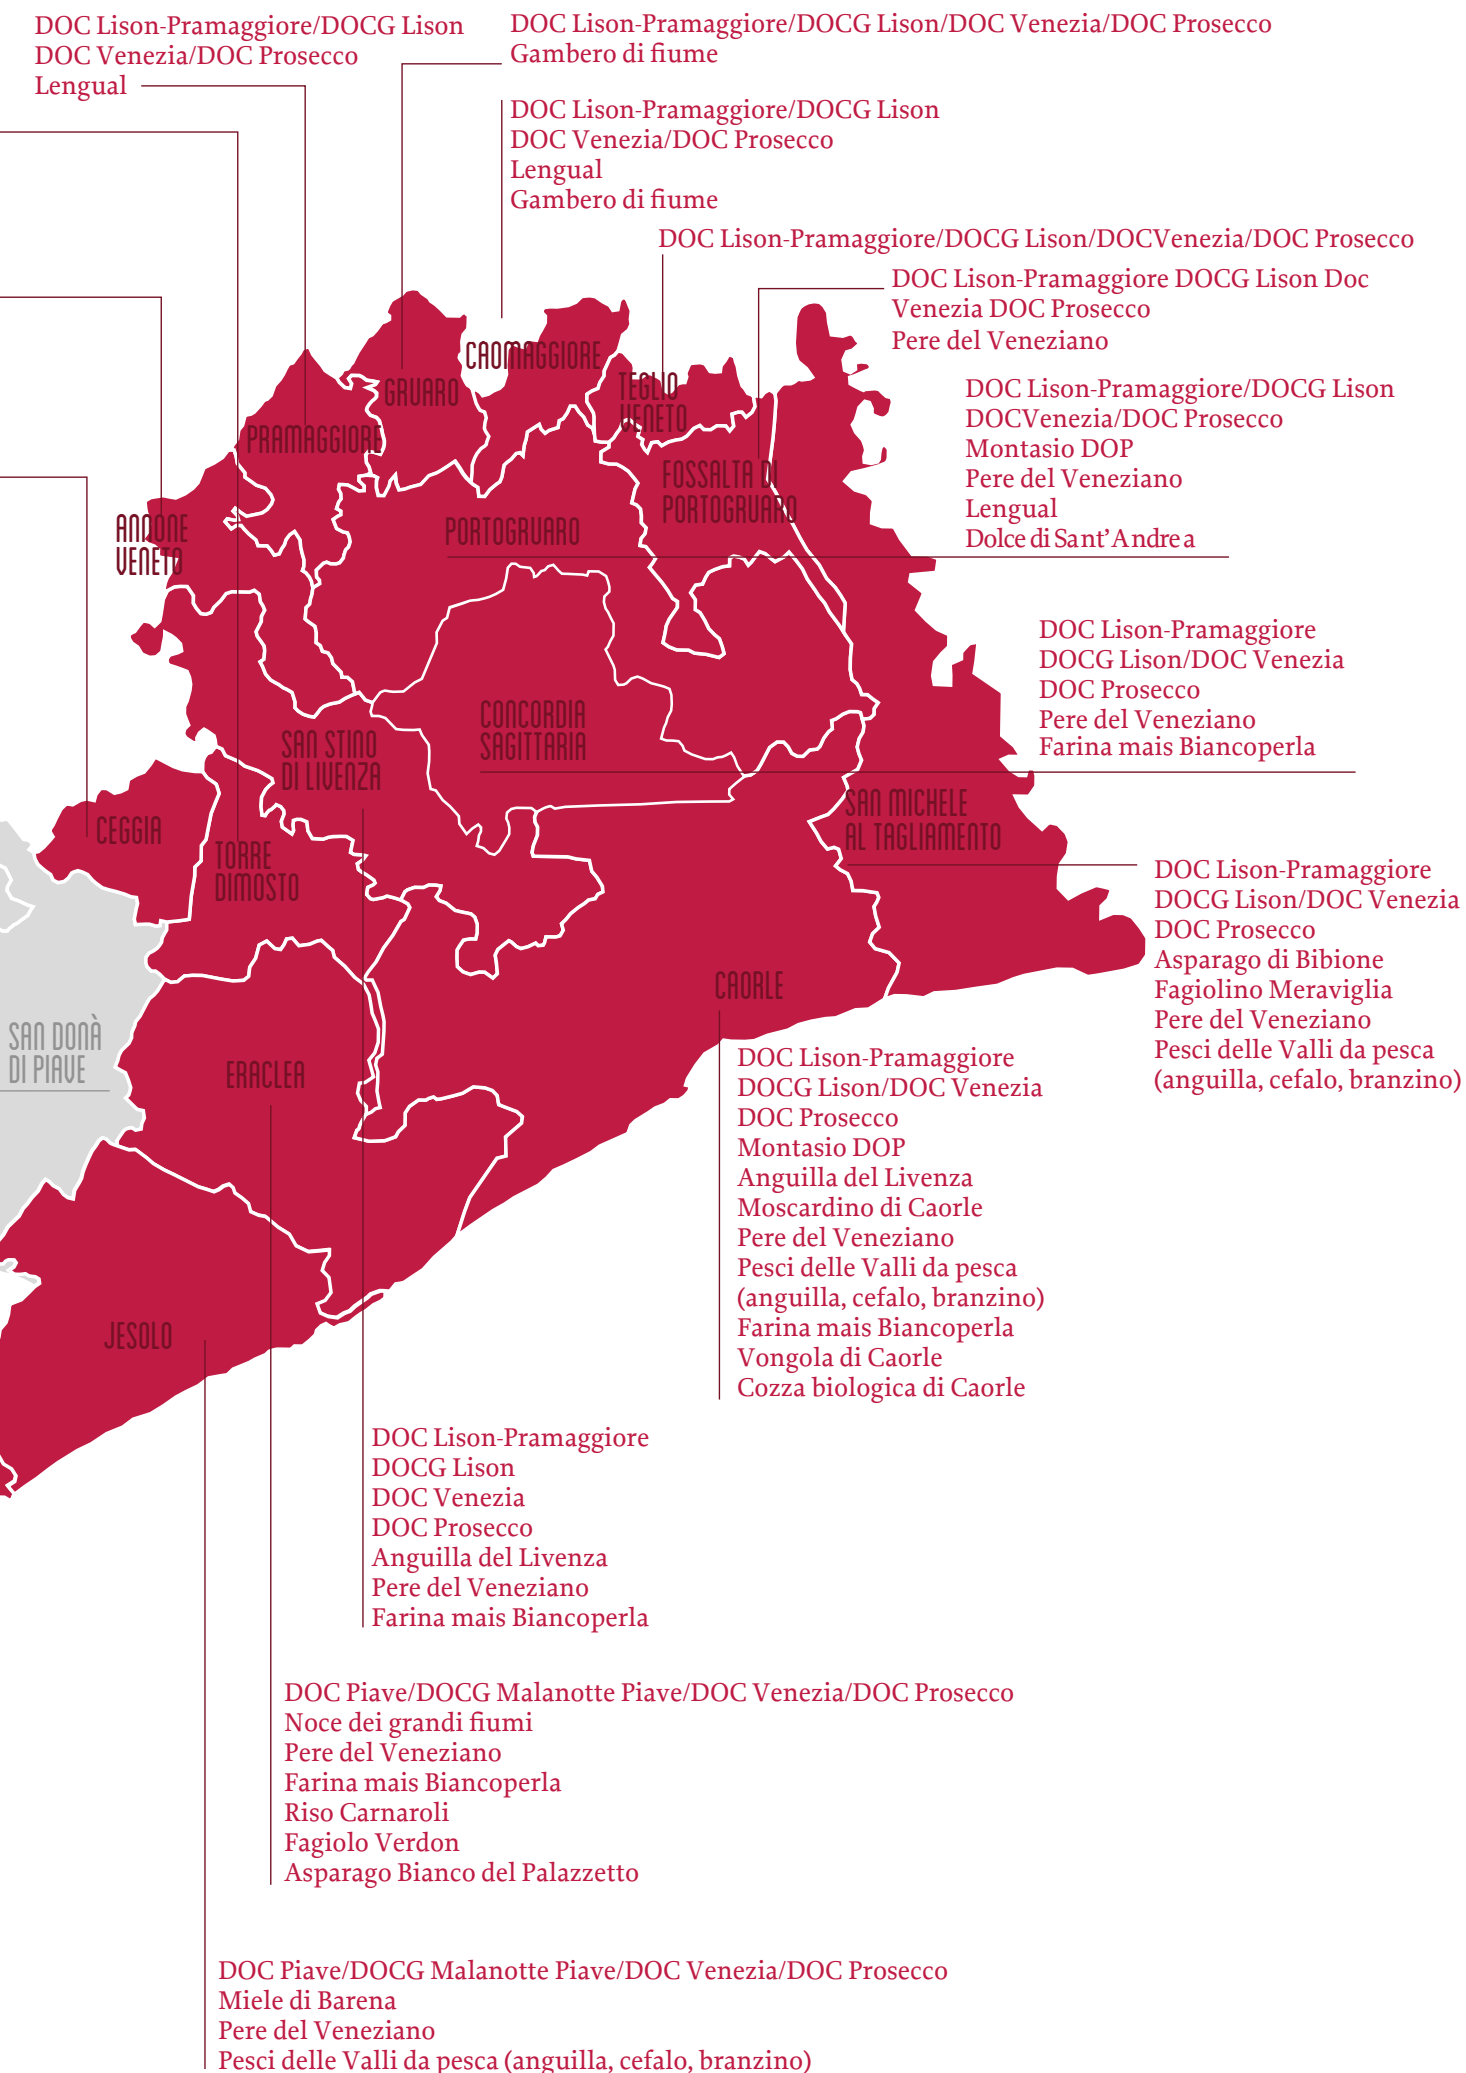 DOC Lison-Pramaggiore/DOCG Lison
DOC Venezia/DOC Prosecco
Lengual
DOC Lison-Pramaggiore/DOCG Lison/DOC Venezia/DOC Prosecco
Gambero di fiume
DOC Lison-Pramaggiore/DOCG Lison
DOC Venezia/DOC Prosecco
Lengual
Gambero di fiume
DOC Lison-Pramaggiore/DOCG Lison/DOCVenezia/DOC Prosecco
DOC Lison-Pramaggiore DOCG Lison Doc
Venezia DOC Prosecco
Pere del Veneziano
DOC Lison-Pramaggiore/DOCG Lison
DOCVenezia/DOC Prosecco
Montasio DOP
Pere del Veneziano
Lengual
Dolce di Sant'Andrea
CAOMAGGIORE
GRUARO
TEGLIO
VENETO
PRAMAGGIORE
FOSSALTA DI
PORTOGRUARO
ANNONE
VENETO
PORTOGRUARO
DOC Lison-Pramaggiore
DOCG Lison/DOC Venezia
DOC Prosecco
Pere del Veneziano
Farina mais Biancoperla
CONCORDIA
SAGITTARIA
SAN STINO
DI LIVENZA
SAN MICHELE
AL TAGLIAMENTO
CEGGIA
TORRE
DIMOSTO
DOC Lison-Pramaggiore
DOCG Lison/DOC Venezia
DOC Prosecco
Asparago di Bibione
Fagiolino Meraviglia
Pere del Veneziano
Pesci delle Valli da pesca
(anguilla, cefalo, branzino)
CAORLE
SAN DONÀ
DI PIAVE
ERACLEA
DOC Lison-Pramaggiore
DOCG Lison/DOC Venezia
DOC Prosecco
Montasio DOP
Anguilla del Livenza
Moscardino di Caorle
Pere del Veneziano
Pesci delle Valli da pesca
(anguilla, cefalo, branzino)
Farina mais Biancoperla
Vongola di Caorle
Cozza biologica di Caorle
JESOLO
DOC Lison-Pramaggiore
DOCG Lison
DOC Venezia
DOC Prosecco
Anguilla del Livenza
Pere del Veneziano
Farina mais Biancoperla
DOC Piave/DOCG Malanotte Piave/DOC Venezia/DOC Prosecco
Noce dei grandi fiumi
Pere del Veneziano
Farina mais Biancoperla
Riso Carnaroli
Fagiolo Verdon
Asparago Bianco del Palazzetto
DOC Piave/DOCG Malanotte Piave/DOC Venezia/DOC Prosecco
Miele di Barena
Pere del Veneziano
Pesci delle Valli da pesca (anguilla, cefalo, branzino)